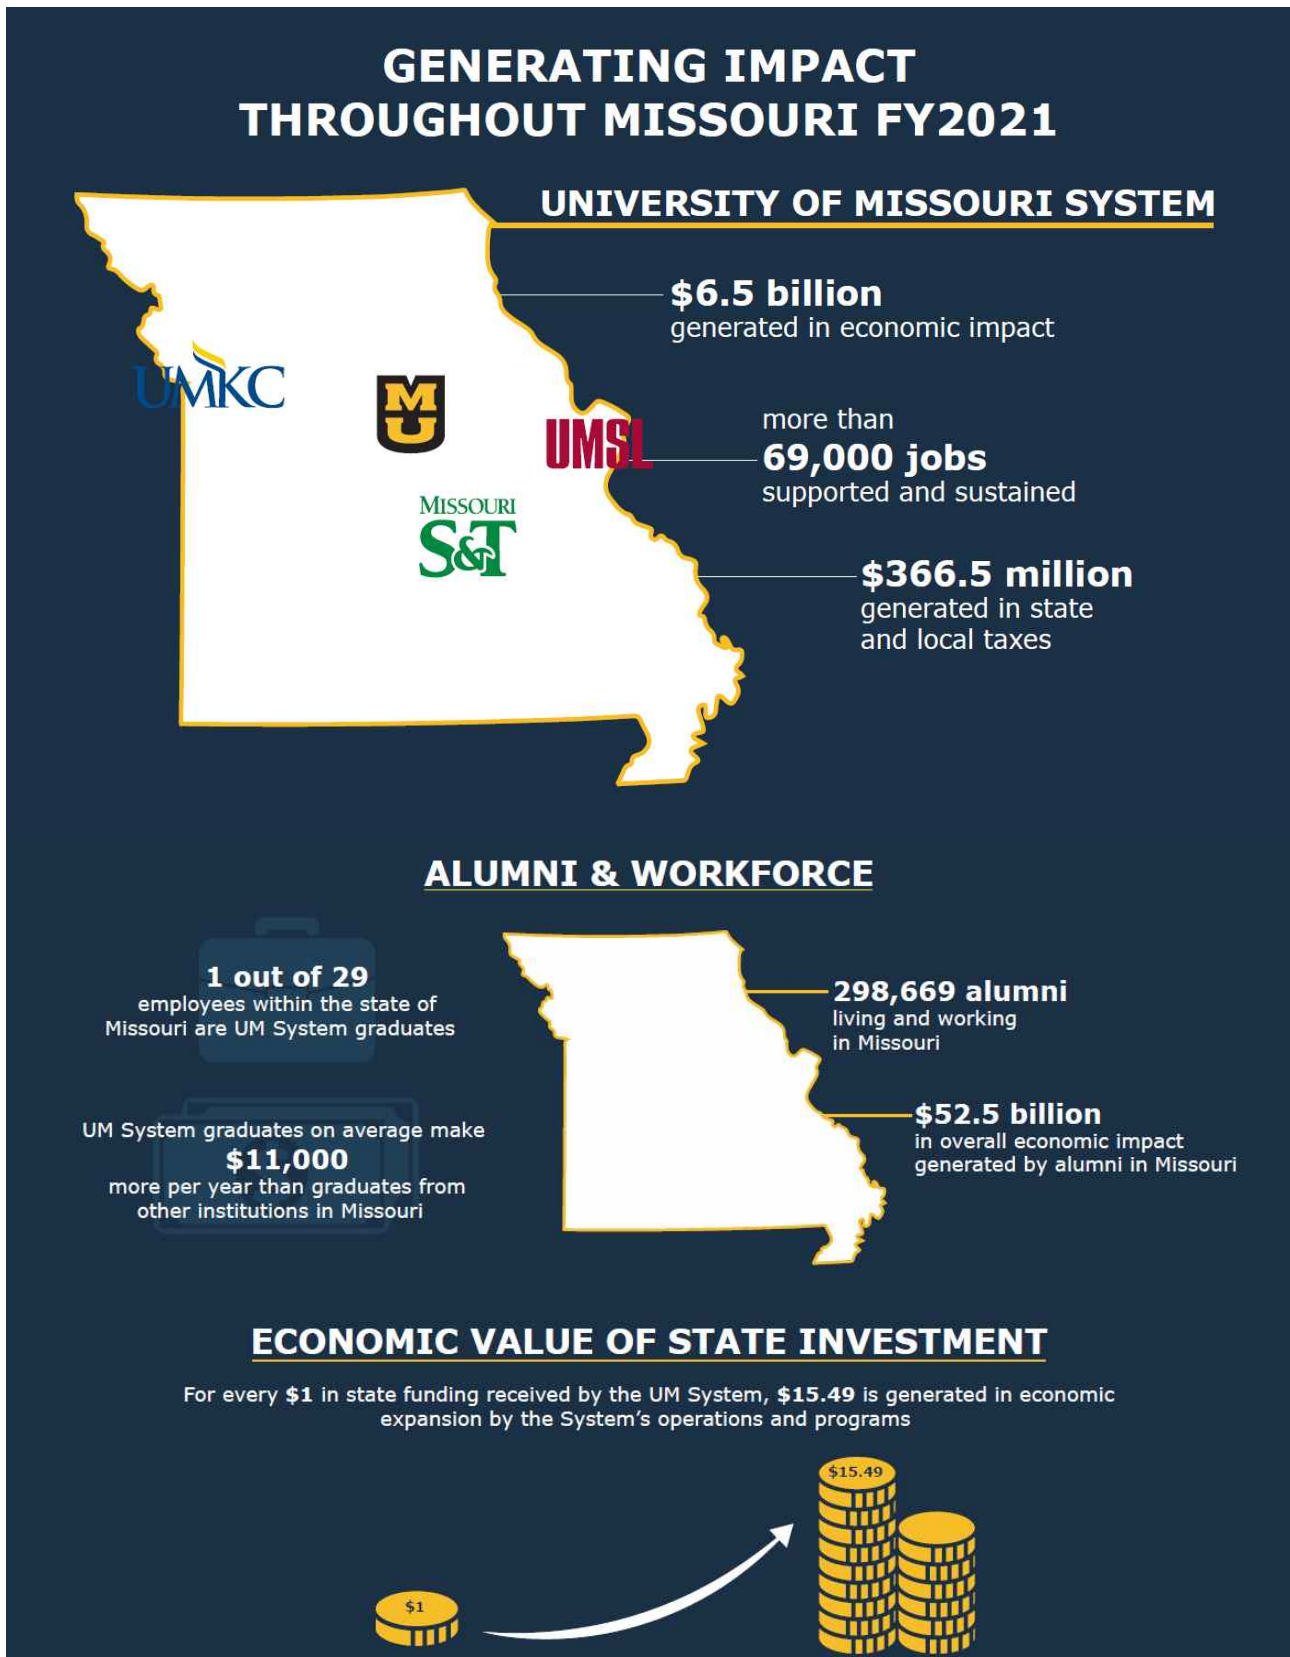 GENERATING IMPACT
THROUGHOUT MISSOURI FY2021
UNIVERSITY OF MISSOURI SYSTEM
$6.5 billion
generated in economic impact
UMKC
MU
UMSL
more than
69,000 jobs
supported and sustained
MISSOURI
S&T
$366.5 million
generated in state
and local taxes
ALUMNI & WORKFORCE
1 out of 29
employees within the state of
Missouri are UM System graduates
298,669 alumni
living and working
in Missouri
UM System graduates on average make
$11,000
more per year than graduates from
other institutions in Missouri
$52.5 billion
in overall economic impact
generated by alumni in Missouri
ECONOMIC VALUE OF STATE INVESTMENT
For every $1 in state funding received by the UM System, $15.49 is generated in economic
expansion by the System’s operations and programs
$15.49
$1